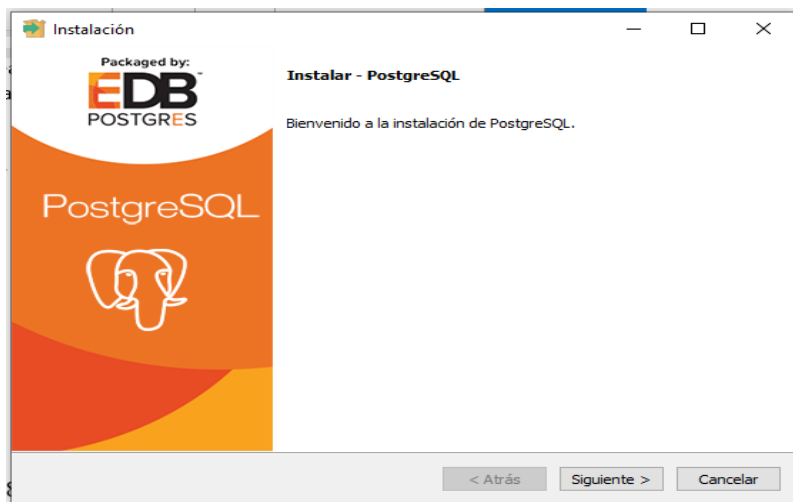 Instalación
Packaged by:
EDB
POSTGRES
PostgreSQL
Instalar - PostgreSQL
Bienvenido a la instalación de PostgreSQL.
< Atrás
Siguiente >
Cancelar